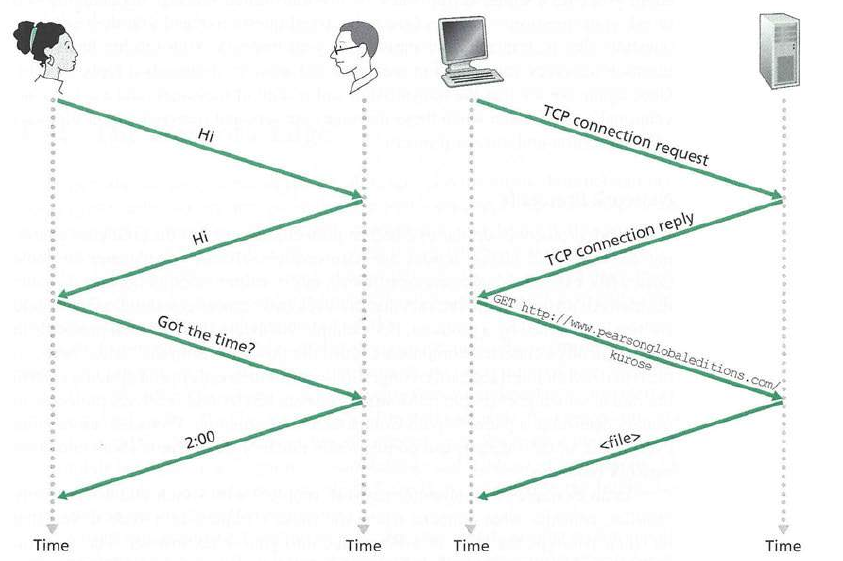 Hi
Hi
Got the time?
2:00
Time
Time
TCP connection request
TCP connection reply
GET http://www.pearsonglobaleditions.com/
kurose
<file>
Time
Time